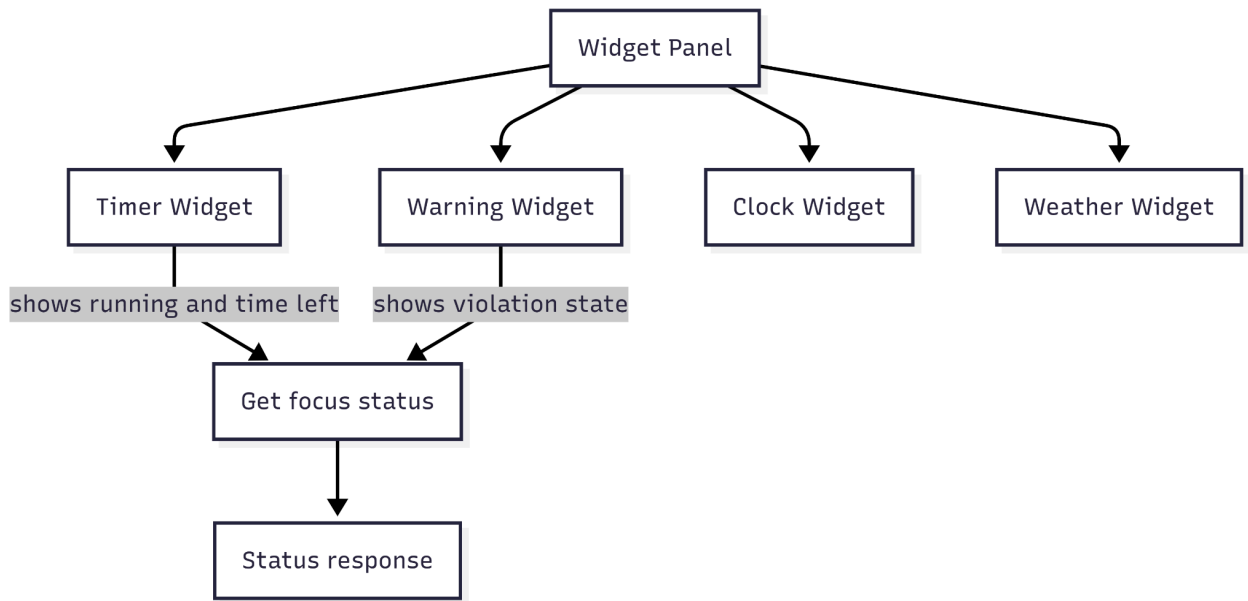 Widget Panel
Timer Widget
Warning Widget
Clock Widget
Weather Widget
shows running and time left
shows violation state
Get focus status
Status response